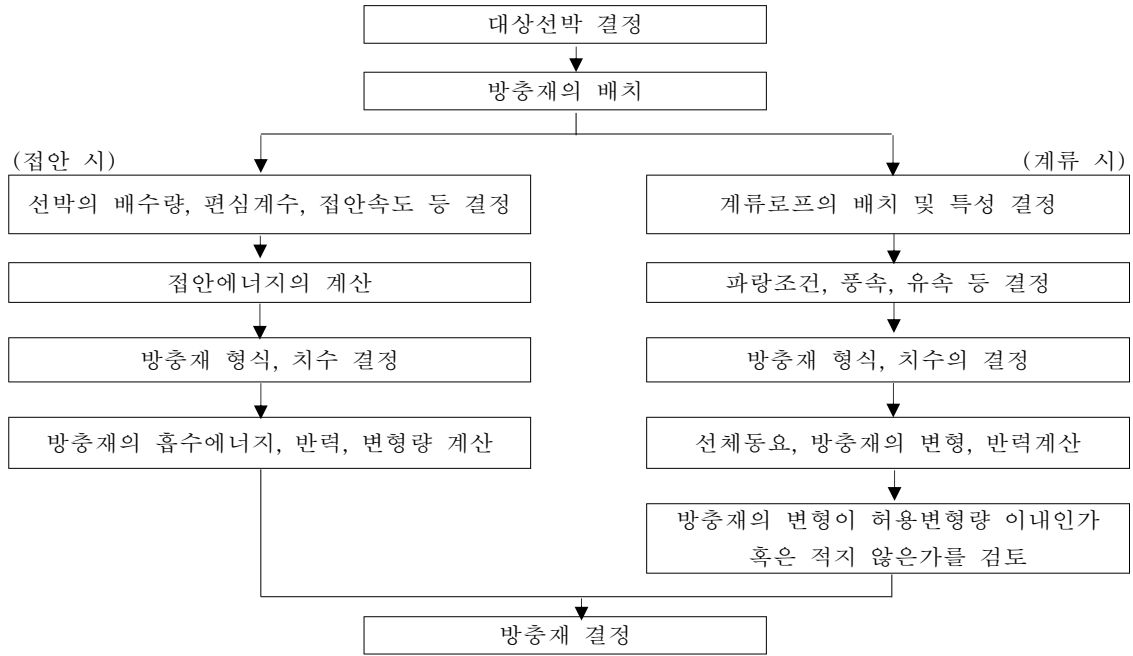 대상선박 결정
방충재의 배치
(접안 시)
선박의 배수량, 편심계수, 접안속도 등 결정
접안에너지의 계산
방충재 형식, 치수 결정
방충재의 흡수에너지, 반력, 변형량 계산
(계류 시)
계류로프의 배치 및 특성 결정
파랑조건, 풍속, 유속 등 결정
방충재 형식, 치수의 결정
선체동요, 방충재의 변형, 반력계산
방충재의 변형이 허용변형량 이내인가
혹은 적지 않은가를 검토
방충재 결정